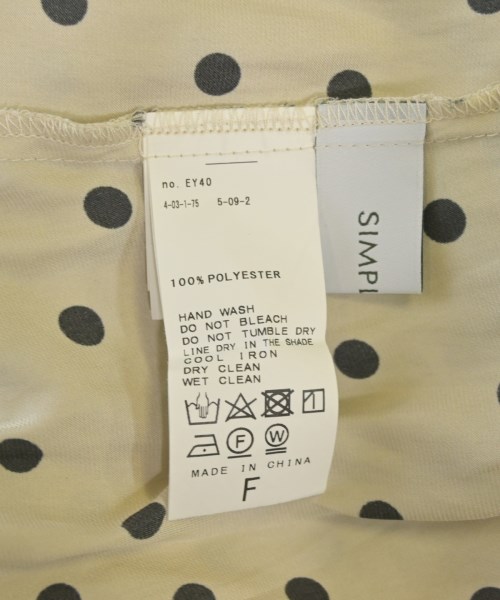 no. EY40
4-03-1-75 5-09-2
SIMPL
100% POLYESTER
HAND WASH
DO NOT BLEACH
DO NOT TUMBLE DRY
LINE DRY IN THE SHADE
COOL IRON
DRY CLEAN
WET CLEAN
F
W
MADE IN CHINA
F